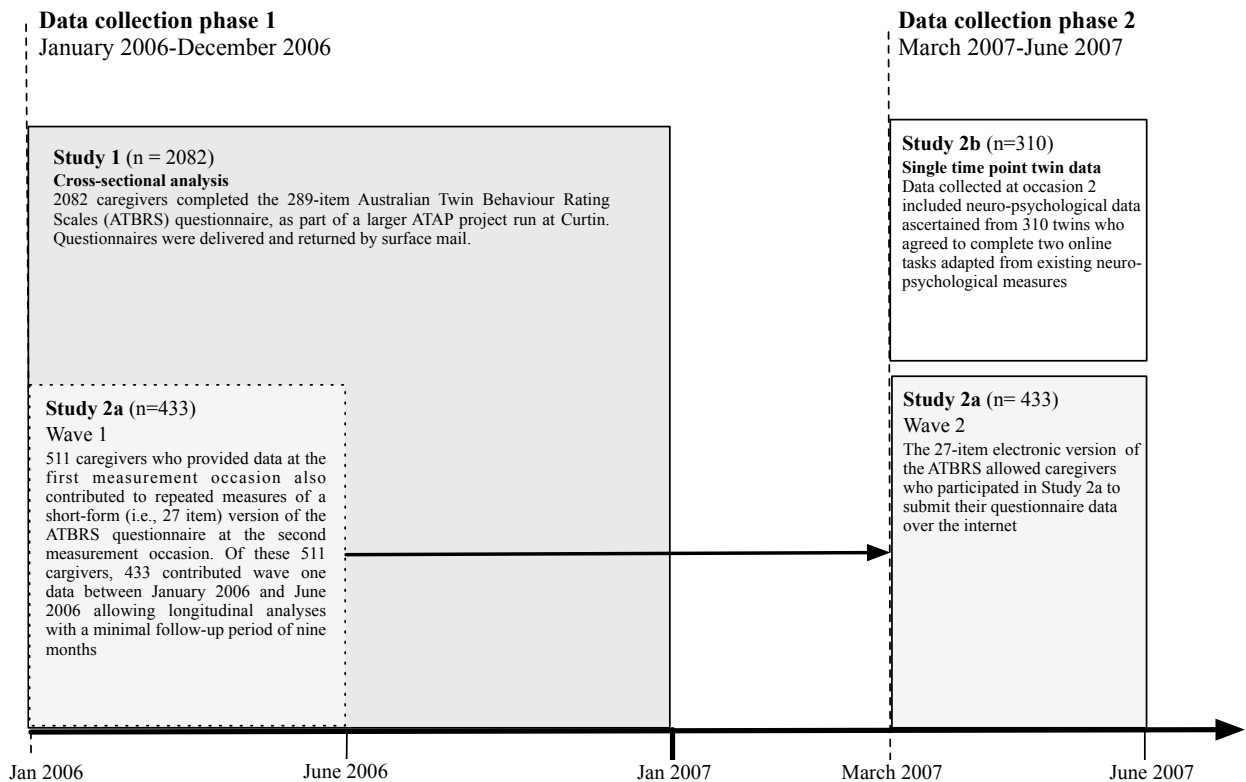 Data collection phase 1
January 2006-December 2006
Data collection phase 2
March 2007-June 2007
Study 1 (n = 2082)
Cross-sectional analysis
2082 caregivers completed the 289-item Australian Twin Behaviour Rating
Scales (ATBRS) questionnaire, as part of a larger ATAP project run at Curtin.
Questionnaires were delivered and returned by surface mail.
Study 2b (n=310)
Single time point twin data
Data collected at occasion 2
included neuro-psychological data
ascertained from 310 twins who
agreed to complete two online
tasks adapted from existing neuro-
psychological measures
Study 2a (n=433)
Wave 1
511 caregivers who provided data at the
first measurement occasion also
contributed to repeated measures of a
short-form (i.e., 27 item) version of the
ATBRS questionnaire at the second
measurement occasion. Of these 511
cargivers, 433 contributed wave one
data between January 2006 and June
2006 allowing longitudinal analyses
with a minimal follow-up period of nine
months
Study 2a (n= 433)
Wave 2
The 27-item electronic version of
the ATBRS allowed caregivers
who participated in Study 2a to
submit their questionnaire data
over the internet
Jan 2006
June 2006
Jan 2007
March 2007
June 2007